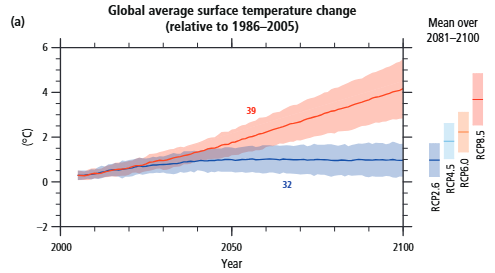 Global average surface temperature change
(relative to 1986–2005)
(a)
Mean over
2081–2100
6
4
2
0
−2
(°C)
39
32
2000
2050
2100
Year
RCP2.6
RCP4.5
RCP6.0
RCP8.5